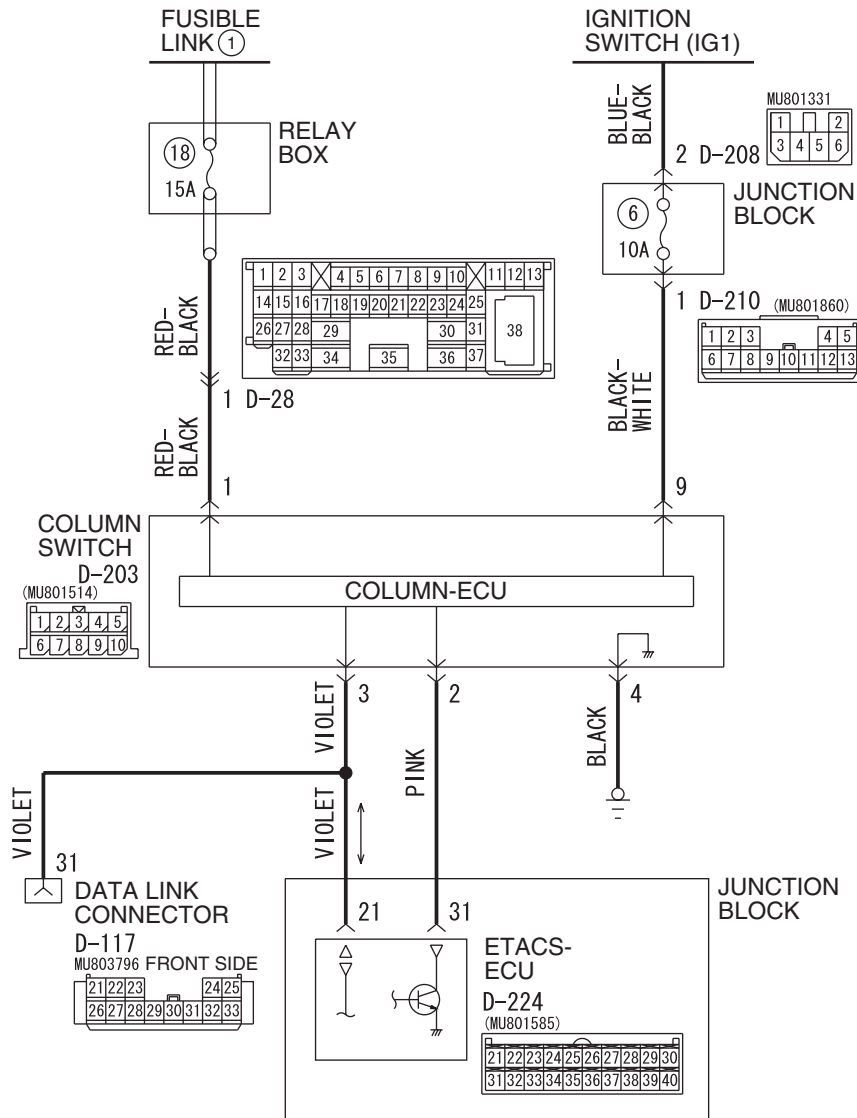 FUSIBLE
LINK ①
IGNITION
SWITCH (IG1)
RELAY
BOX
18
15A
BLUE-
BLACK
MU801331
1 2
3 4 5 6
2 D-208
JUNCTION
BLOCK
6
10A
1 2 3 4 5 6 7 8 9 10 11 12 13
14 15 16 17 18 19 20 21 22 23 24 25
26 27 28 29 30 31 38
32 33 34 35 36 37
RED-
BLACK
1 D-28
RED-
BLACK
1
1 D-210 (MU801860)
1 2 3 4 5
6 7 8 9 10 11 12 13
BLACK-
WHITE
9
COLUMN
SWITCH
D-203
(MU801514)
1 2 3 4 5
6 7 8 9 10
COLUMN-ECU
3
2
4
VIOLET
PINK
BLACK
VIOLET
VIOLET
31
DATA LINK
CONNECTOR
D-117
MU803796 FRONT SIDE
21 22 23 24 25
26 27 28 29 30 31 32 33
21
31
JUNCTION
BLOCK
ETACS-
ECU
D-224
(MU801585)
21 22 23 24 25 26 27 28 29 30
31 32 33 34 35 36 37 38 39 40